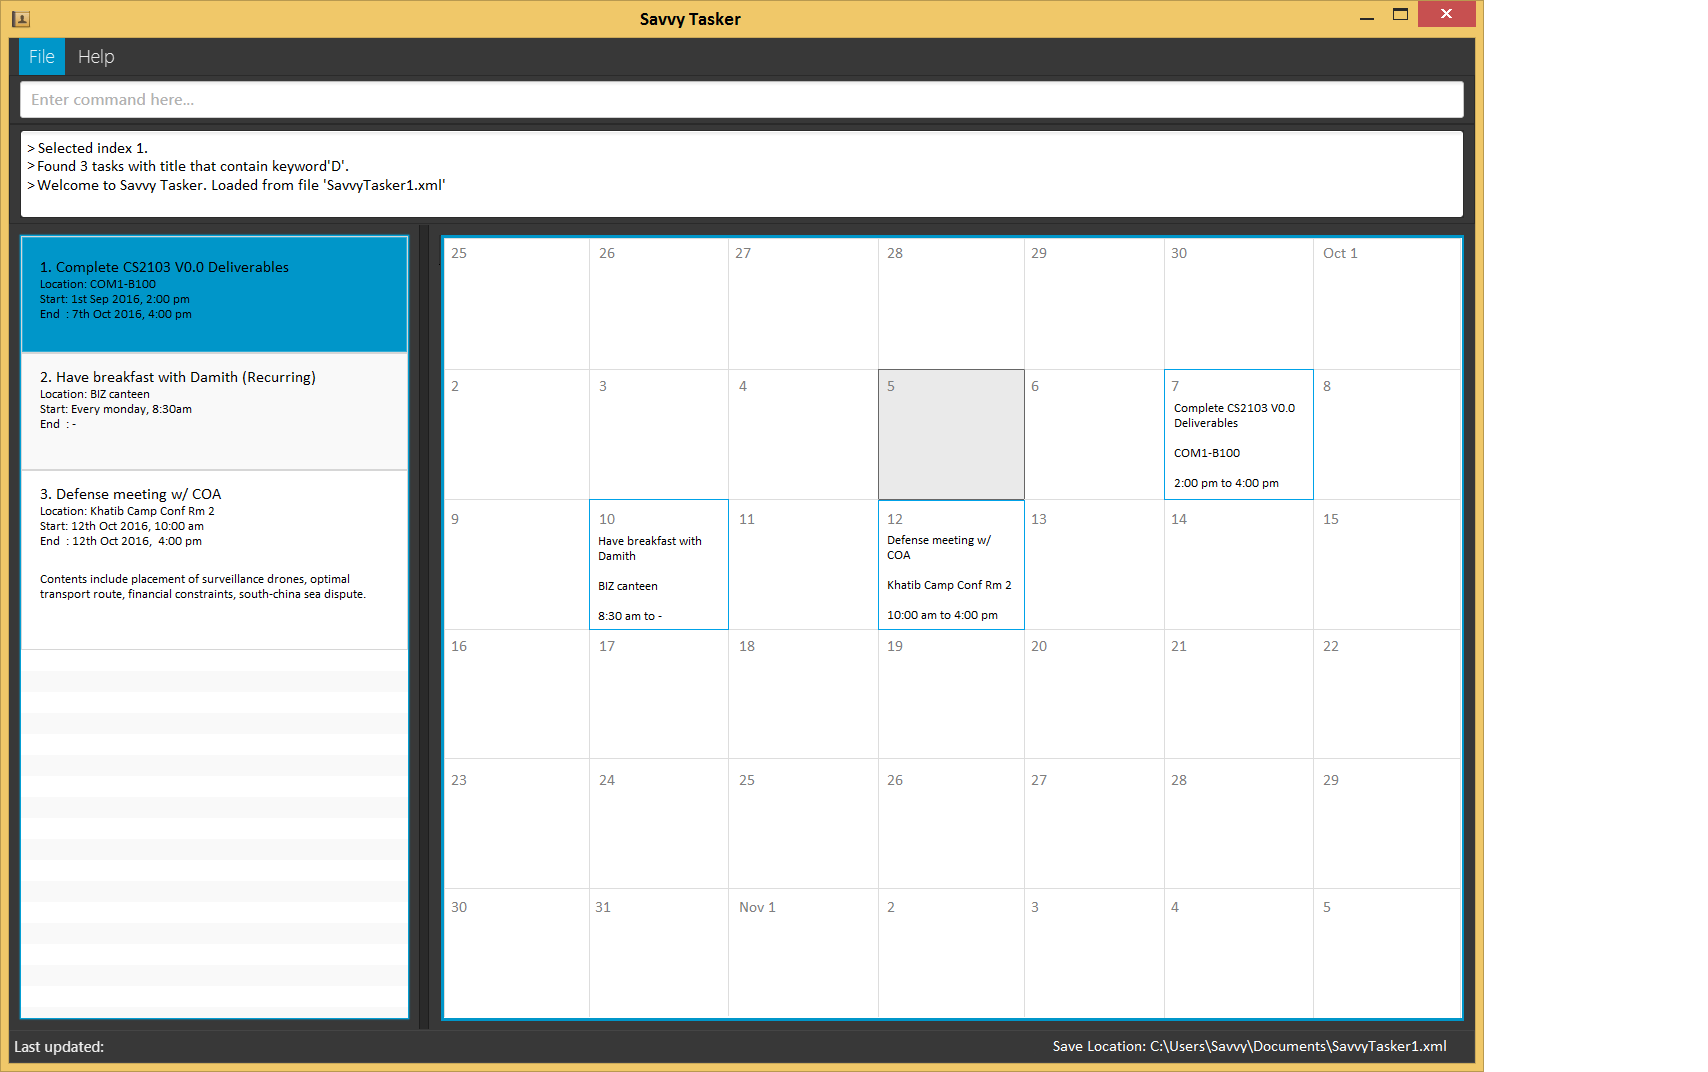 Savvy Tasker
File Help
Enter command here...
> Selected index 1.
> Found 3 tasks with title that contain keyword'D'.
> Welcome to Savvy Tasker. Loaded from file 'SavvyTasker1.xml'
1. Complete CS2103 V0.0 Deliverables
Location: COM1-B100
Start: 1st Sep 2016, 2:00 pm
End : 7th Oct 2016, 4:00 pm
2. Have breakfast with Damith (Recurring)
Location: BIZ canteen
Start: Every monday, 8:30am
End : -
3. Defense meeting w/ COA
Location: Khatib Camp Conf Rm 2
Start: 12th Oct 2016, 10:00 am
End : 12th Oct 2016, 4:00 pm
Contents include placement of surveillance drones, optimal
transport route, financial constraints, south-china sea dispute.
25 26 27 28 29 30 Oct 1
2 3 4 5 6 7 8
Complete CS2103 V0.0
Deliverables
COM1-B100
2:00 pm to 4:00 pm
9 10 11 12 13 14 15
Have breakfast with
Damith
BIZ canteen
8:30 am to -
Defense meeting w/
COA
Khatib Camp Conf Rm 2
10:00 am to 4:00 pm
16 17 18 19 20 21 22
23 24 25 26 27 28 29
30 31 Nov 1 2 3 4 5
Last updated:
Save Location: C:\Users\Savvy\Documents\SavvyTasker1.xml